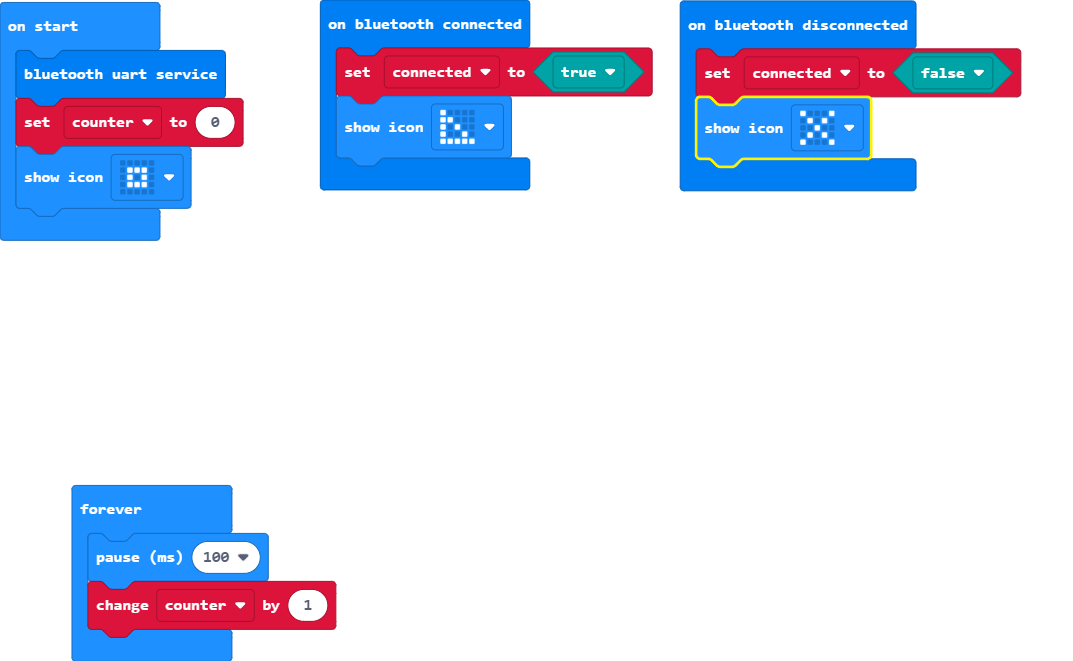 on start
bluetooth uart service
set counter to 0
show icon
on bluetooth connected
set connected to true
show icon
on bluetooth disconnected
set connected to false
show icon
forever
pause (ms) 100
change counter by 1